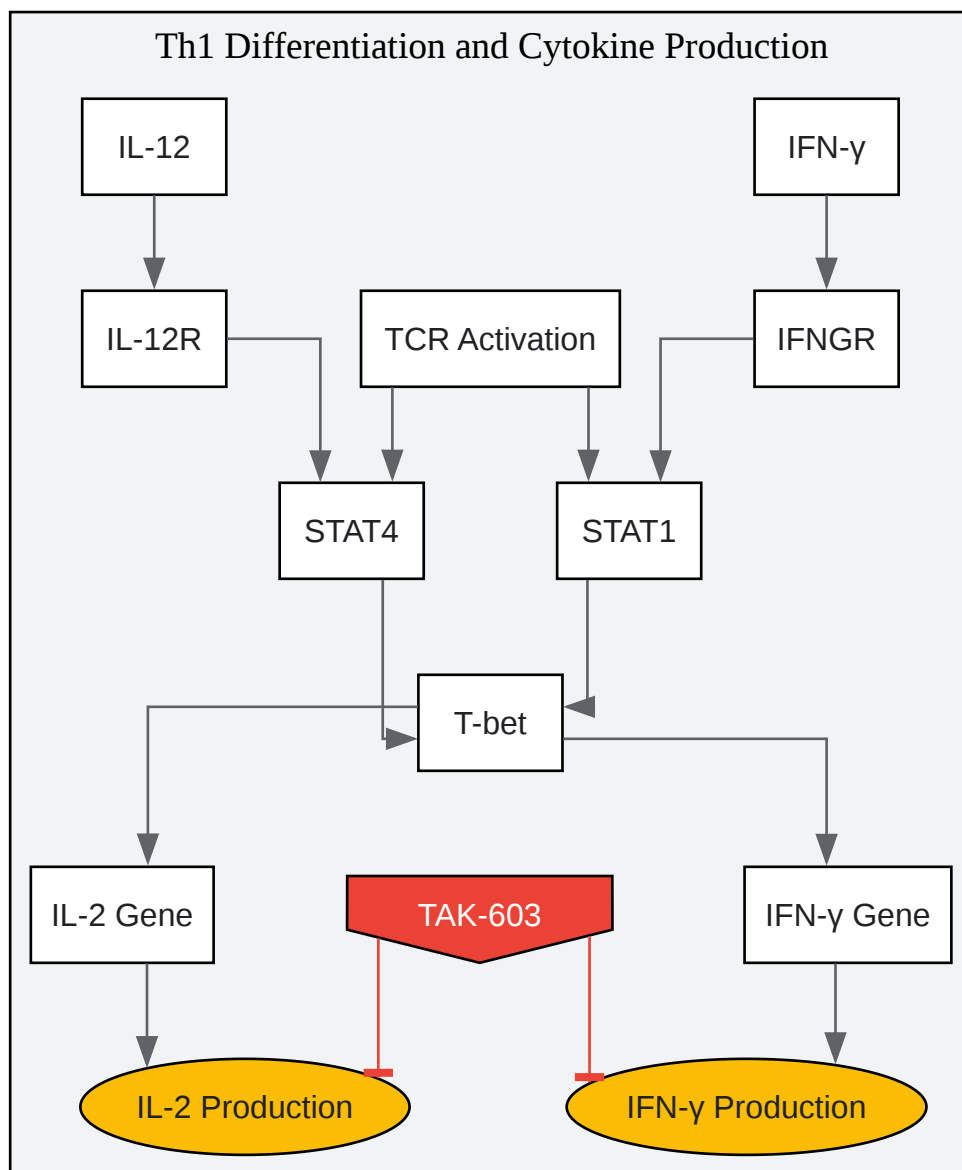 Th1 Differentiation and Cytokine Production
IL-12
IFN-γ
IL-12R
TCR Activation
IFNGR
STAT4
STAT1
T-bet
IL-2 Gene
TAK-603
IFN-γ Gene
IL-2 Production
IFN-γ Production